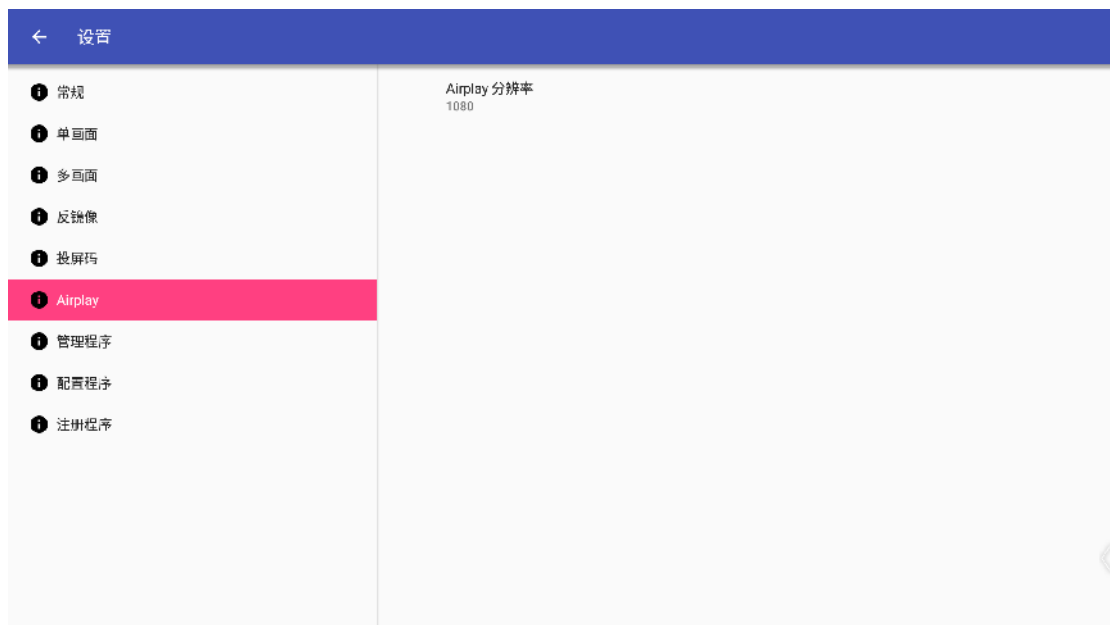 设置
常规
单画面
多画面
反镜像
投屏码
Airplay
管理程序
配置程序
注册程序
Airplay 分辨率
1080